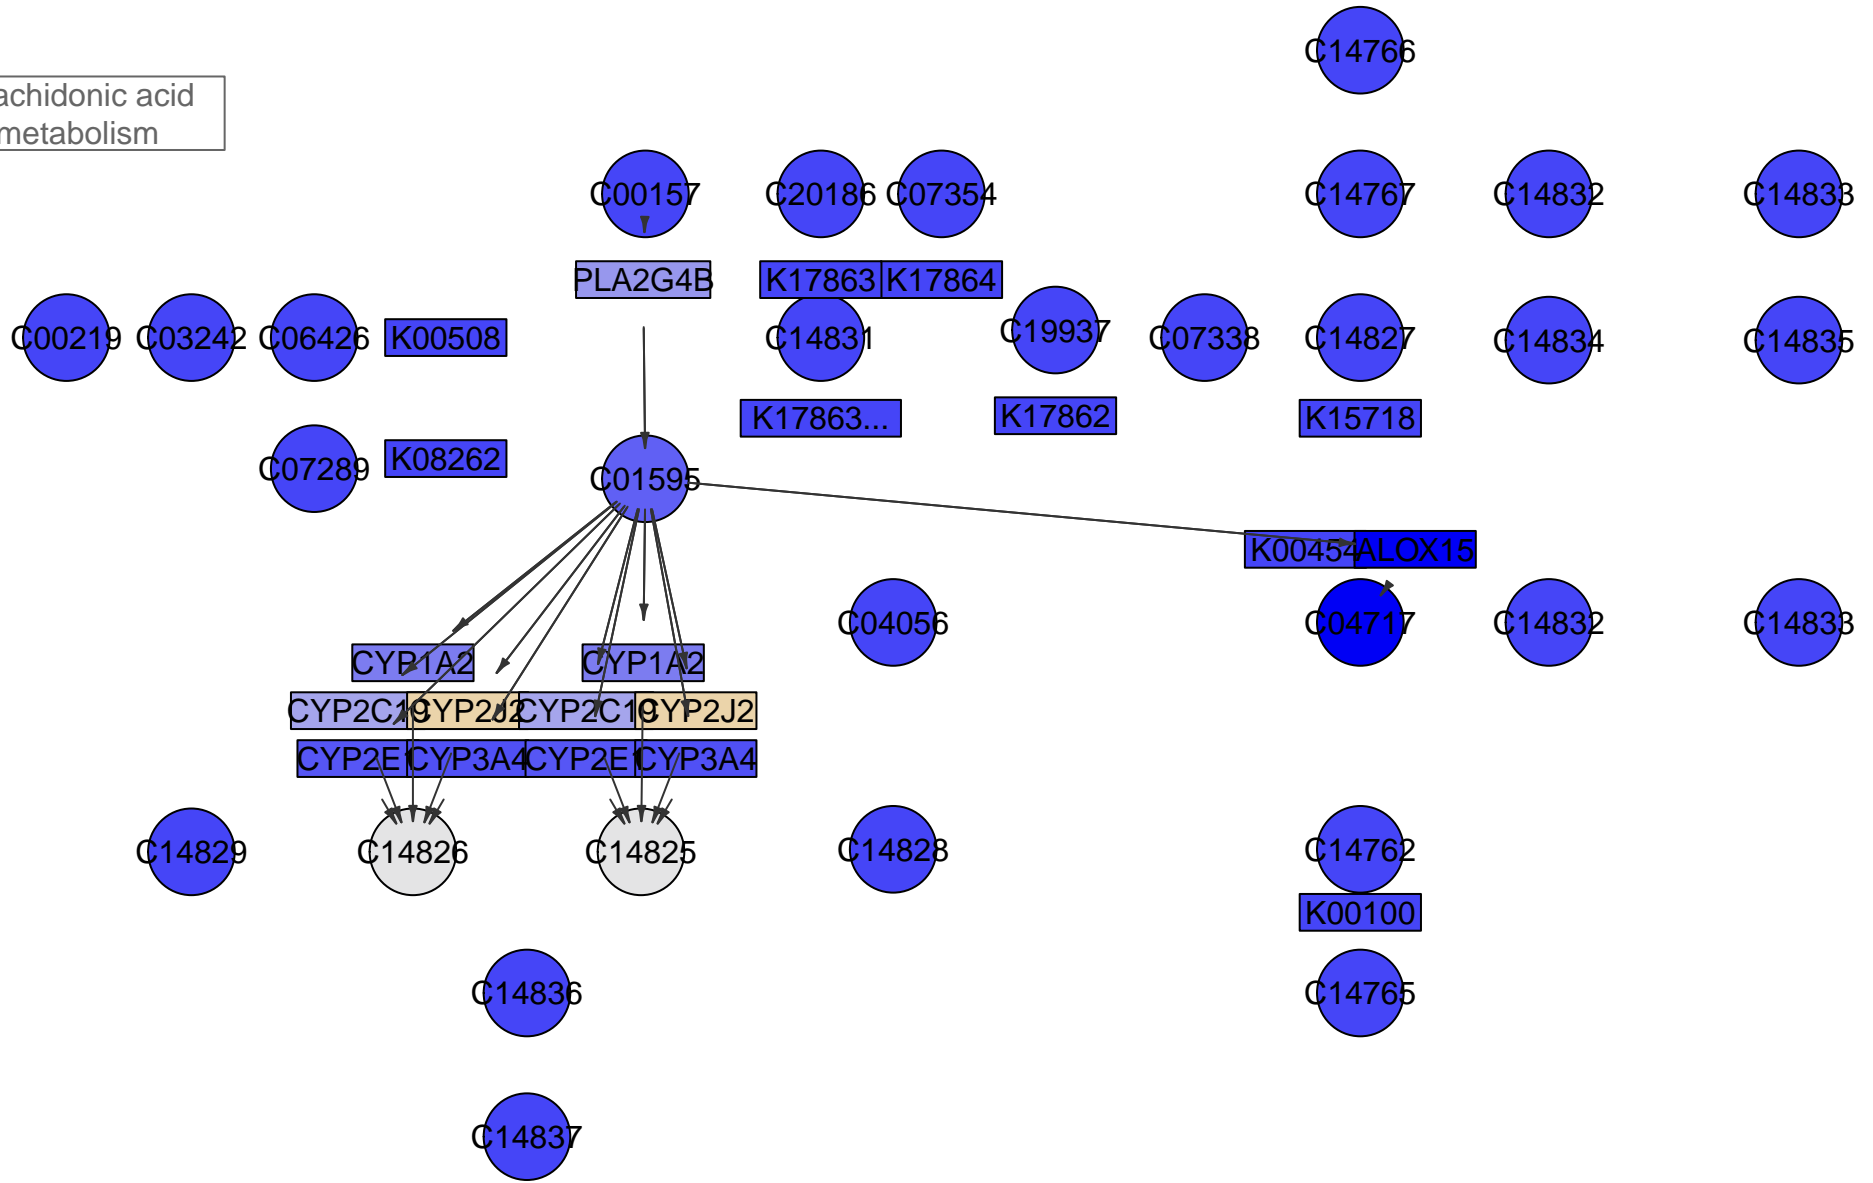 C14766
achidonic acid
metabolism
C00157
C20186
C07354
C14767
C14832
C14833
PLA2G4B
K17863
K17864
C00219
C03242
C06426
K00508
C14831
C19937
C07338
C14827
C14834
C14835
K17863...
K17862
K15718
C07289
K08262
C01595
K00454
ALOX15
C04056
C04717
C14832
C14833
CYP1A2
CYP1A2
CYP2C19
CYP2J2
CYP2C19
CYP2J2
CYP2E1
CYP3A4
CYP2E1
CYP3A4
C14829
C14826
C14825
C14828
C14762
K00100
C14836
C14765
C14837